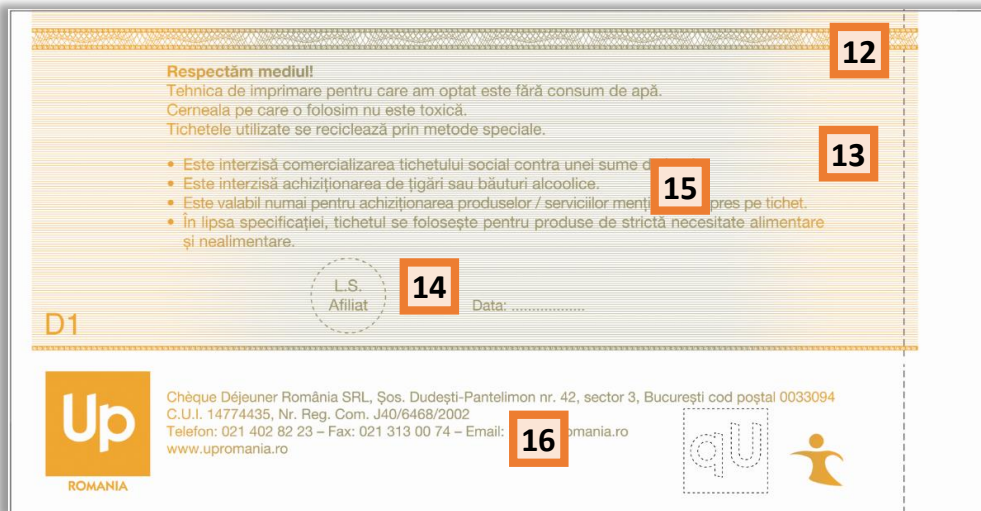 12
Respectăm mediul!
Tehnica de imprimare pentru care am optat este fără consum de apă.
Cerneala pe care o folosim nu este toxică.
Tichetele utilizate se reciclează prin metode speciale.
13
• Este interzisă comercializarea tichetului social contra unei sume
• Este interzisă achiziționarea de țigări sau băuturi alcoolice.
15
• Este valabil numai pentru achiziționarea produselor / serviciilor pe tichet.
• În lipsa specificației, tichetul se folosește pentru produse de strictă necesitate alimentare
și nealimentare.
L.S.
Afiliat
14
Data: ..................
D1
Up
ROMANIA
Chèque Déjeuner România SRL, Șos. Dudești-Pantelimon nr. 42, sector 3, București cod poștal 0033094
C.U.I. 14774435, Nr. Reg. Com. J40/6468/2002
Telefon: 021 402 82 23 – Fax: 021 313 00 74 – Email:
16
www.upromania.ro
qU